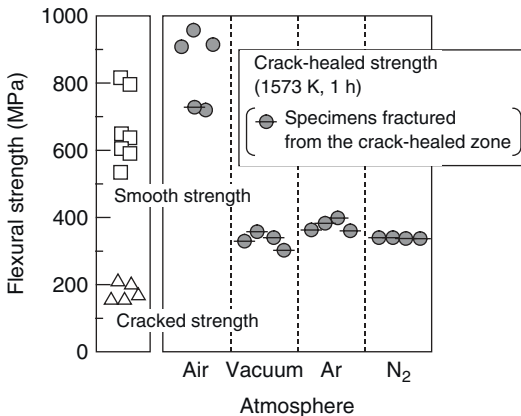 Flexural strength (MPa)
1000
800
600
400
200
0
Smooth strength
Cracked strength
Crack-healed strength
(1573 K, 1 h)
Specimens fractured
from the crack-healed zone
Air Vacuum Ar N₂
Atmosphere